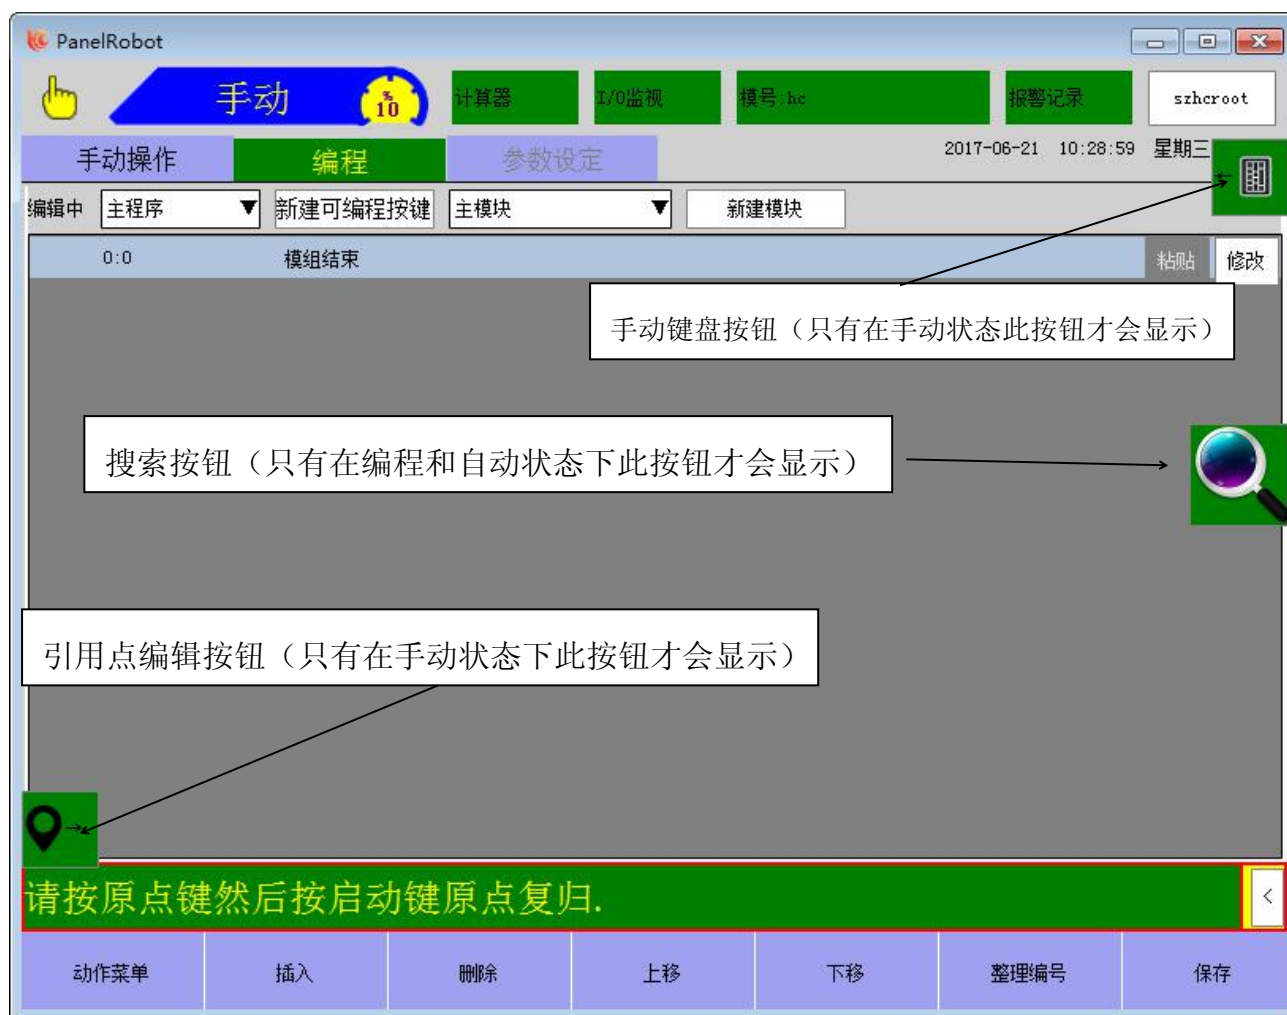 PanelRobot
手动
%
10
计算器
I/O监视
模号:hc
报警记录
szhcroot
手动操作
编程
参数设定
2017-06-21 10:28:59 星期三
编辑中
主程序
新建可编程按键
主模块
新建模块
0:0
模组结束
粘贴
修改
手动键盘按钮（只有在手动状态此按钮才会显示）
搜索按钮（只有在编程和自动状态下此按钮才会显示）
引用点编辑按钮（只有在手动状态下此按钮才会显示）
请按原点键然后按启动键原点复归.
<
动作菜单
插入
删除
上移
下移
整理编号
保存